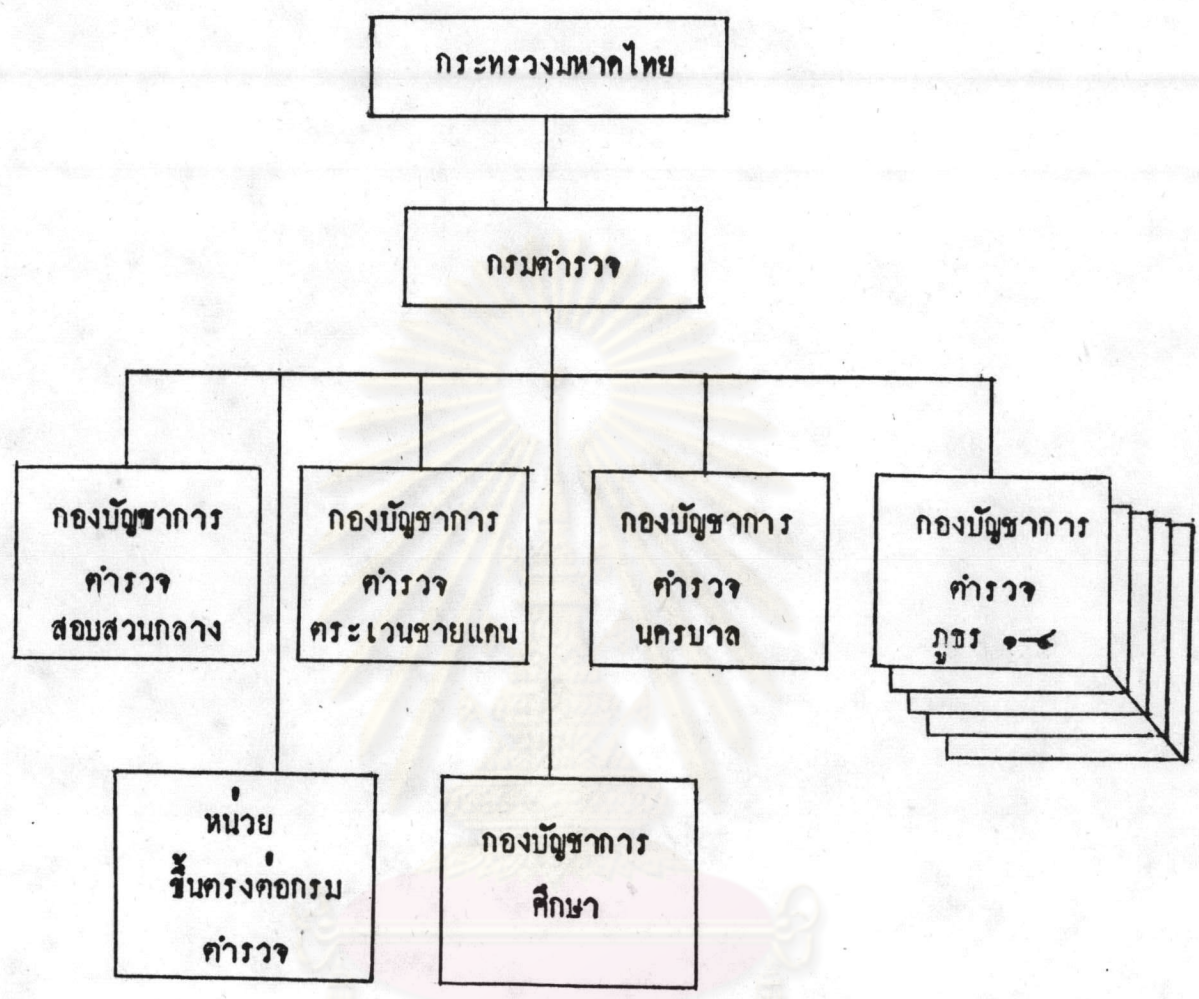 กระทรวงมหาดไทย
กรมตำรวจ
กองบัญชาการ
ตำรวจ
สอบสวนกลาง
กองบัญชาการ
ตำรวจ
ตระเวนชายแดน
กองบัญชาการ
ตำรวจ
นครบาล
กองบัญชาการ
ตำรวจ
ภูธร ๑-๔
หน่วย
ขึ้นตรงต่อกรม
ตำรวจ
กองบัญชาการ
ศึกษา